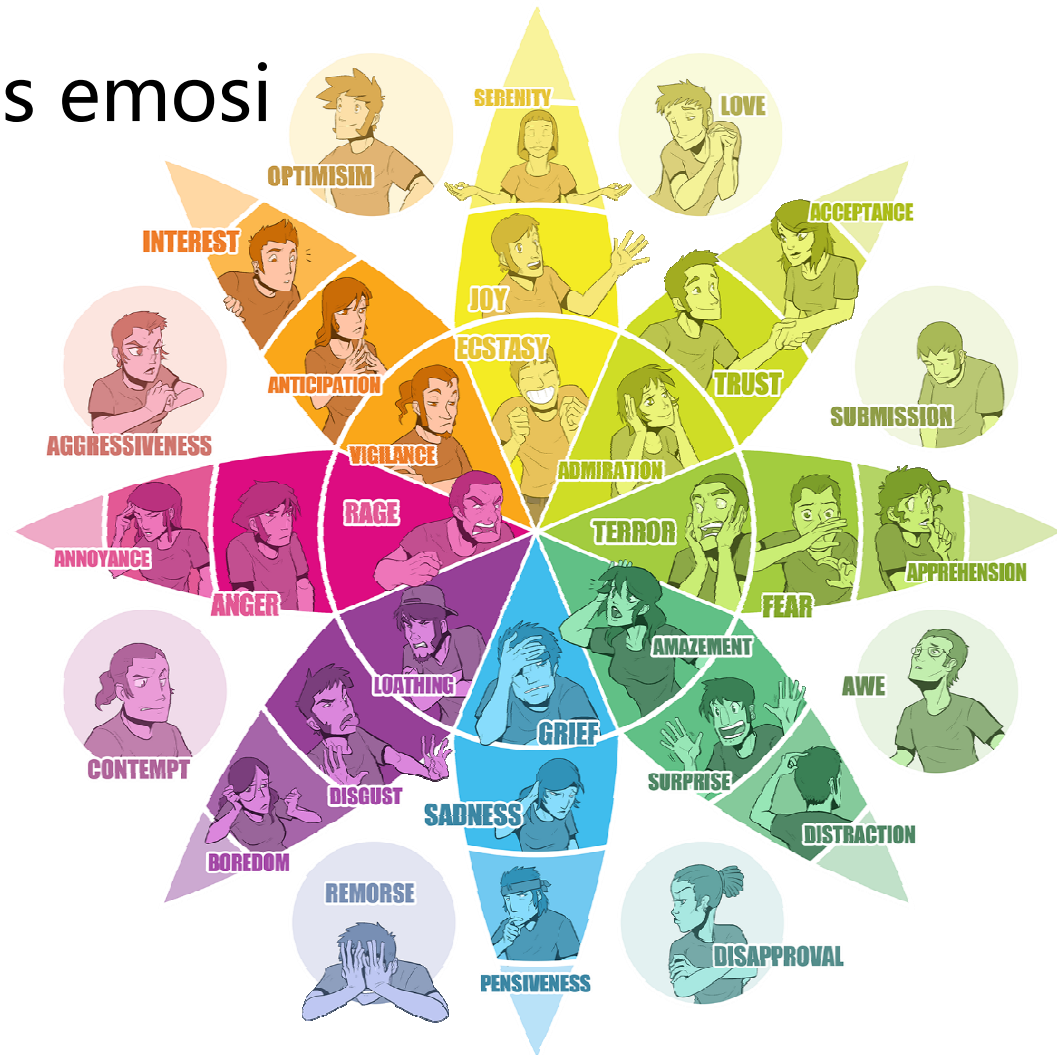 s emosi
SERENITY
LOVE
OPTIMISIM
ACCEPTANCE
INTEREST
JOY
ECSTASY
ANTICIPATION
TRUST
SUBMISSION
AGGRESSIVENESS
VIGILANCE
ADMIRATION
RAGE
TERROR
ANNOYANCE
APPREHENSION
ANGER
FEAR
AMAZEMENT
LOATHING
AWE
GRIEF
CONTEMPT
SURPRISE
DISGUST
SADNESS
DISTRACTION
BOREDOM
REMORSE
DISAPPROVAL
PENSIVENESS